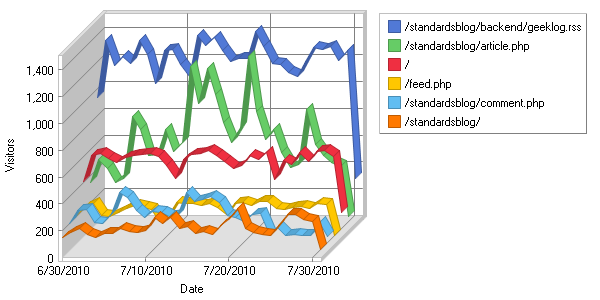 /standardsblog/backend/geeklog.rss
/standardsblog/article.php
/
/feed.php
/standardsblog/comment.php
/standardsblog/
Visitors
1,400
1,200
1,000
800
600
400
200
0
6/30/2010 7/10/2010 7/20/2010 7/30/2010
Date